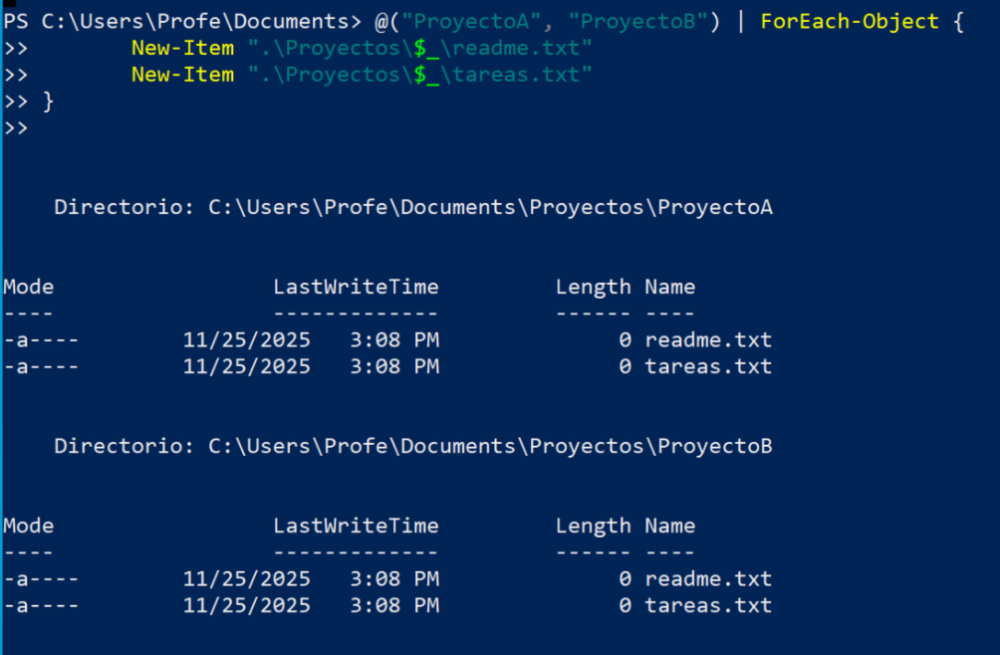 PS C:\Users\Profe\Documents> @("ProyectoA", "ProyectoB") | ForEach-Object {
>>         New-Item ".\Proyectos\$_\readme.txt"
>>         New-Item ".\Proyectos\$_\tareas.txt"
>> }
>>
    Directorio: C:\Users\Profe\Documents\Proyectos\ProyectoA
Mode                 LastWriteTime         Length Name
----                 -------------         ------ ----
-a----        11/25/2025   3:08 PM              0 readme.txt
-a----        11/25/2025   3:08 PM              0 tareas.txt
    Directorio: C:\Users\Profe\Documents\Proyectos\ProyectoB
Mode                 LastWriteTime         Length Name
----                 -------------         ------ ----
-a----        11/25/2025   3:08 PM              0 readme.txt
-a----        11/25/2025   3:08 PM              0 tareas.txt